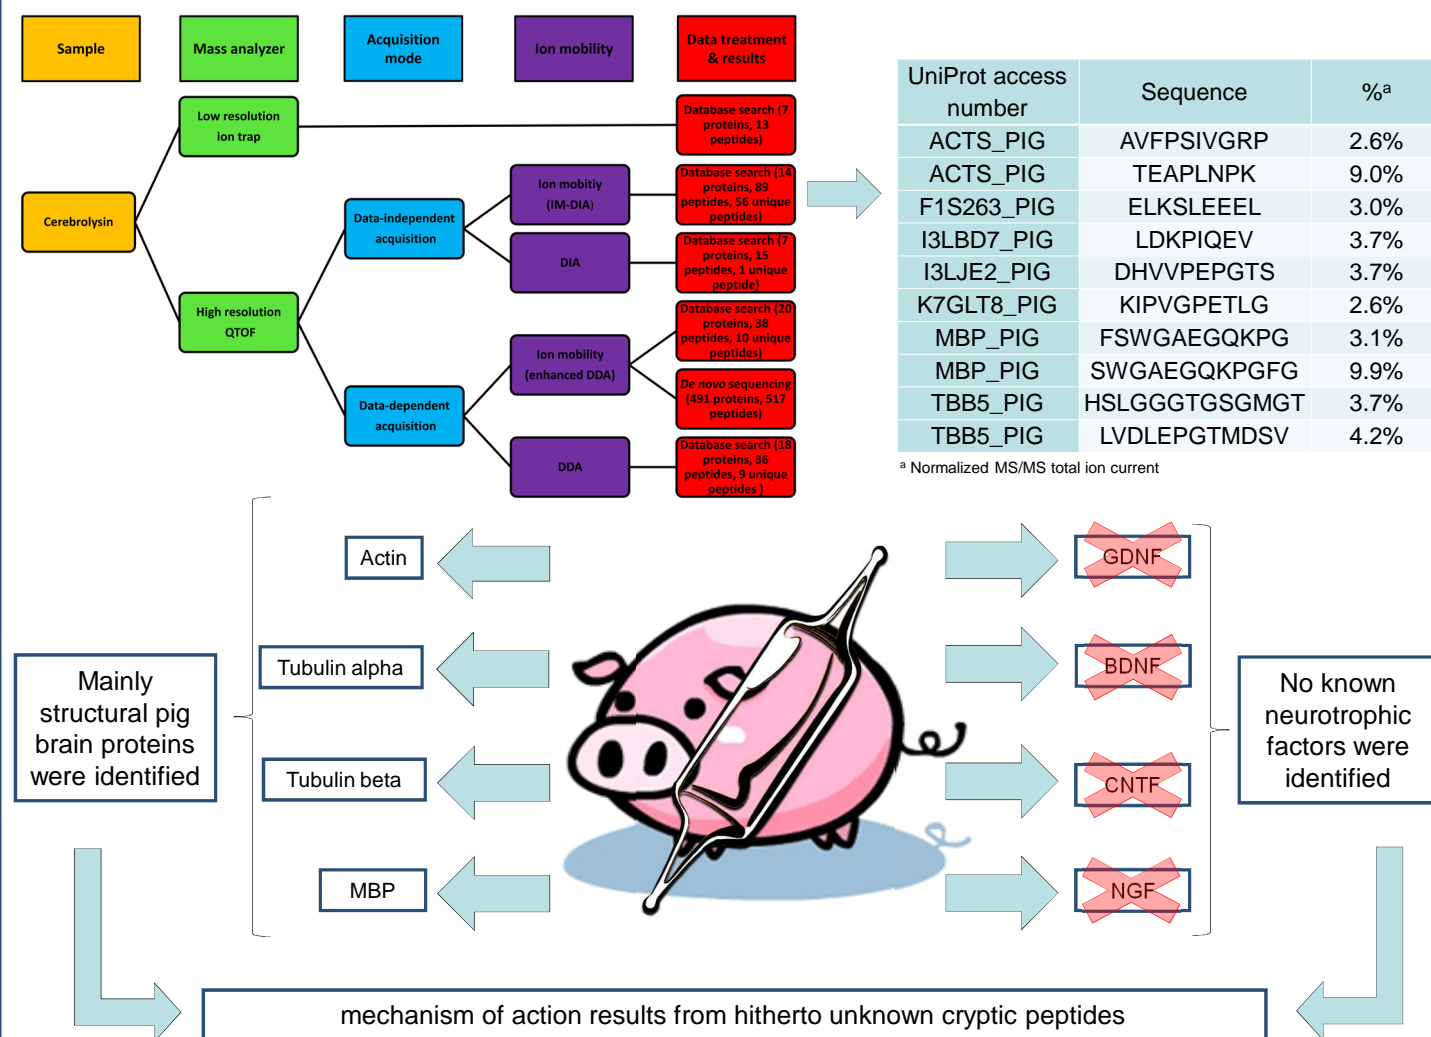 Sample
Mass analyzer
Acquisition
mode
Ion mobility
Data treatment
& results
Low resolution
ion trap
Database search (7
proteins, 13
peptides)
Cerebrolysin
High resolution
QTOF
Data-independent
acquisition
Ion mobitiy
(IM-DIA)
Database search (14
proteins, 89
peptides, 56 unique
peptides)
DIA
Database search (7
proteins, 15
peptides, 1 unique
peptide)
Data-dependent
acquisition
Ion mobility
(enhanced DDA)
Database search (20
proteins, 38
peptides, 10 unique
peptides)
De novo sequencing
(491 proteins, 517
peptides)
DDA
Database search (18
proteins, 36
peptides, 9 unique
peptides )
UniProt access
number
Sequence
%a
ACTS_PIG AVFPSIVGRP 2.6%
ACTS_PIG TEAPLNPK 9.0%
F1S263_PIG ELKSLEEEL 3.0%
I3LBD7_PIG LDKPIQEV 3.7%
I3LJE2_PIG DHVVPEPGTS 3.7%
K7GLT8_PIG KIPVGPETLG 2.6%
MBP_PIG FSWGAEGQKPG 3.1%
MBP_PIG SWGAEGQKPGFG 9.9%
TBB5_PIG HSLGGGTGSGMGT 3.7%
TBB5_PIG LVDLEPGTMDSV 4.2%
a Normalized MS/MS total ion current
Mainly
structural pig
brain proteins
were identified
Actin
Tubulin alpha
Tubulin beta
MBP
GDNF
BDNF
CNTF
NGF
No known
neurotrophic
factors were
identified
mechanism of action results from hitherto unknown cryptic peptides